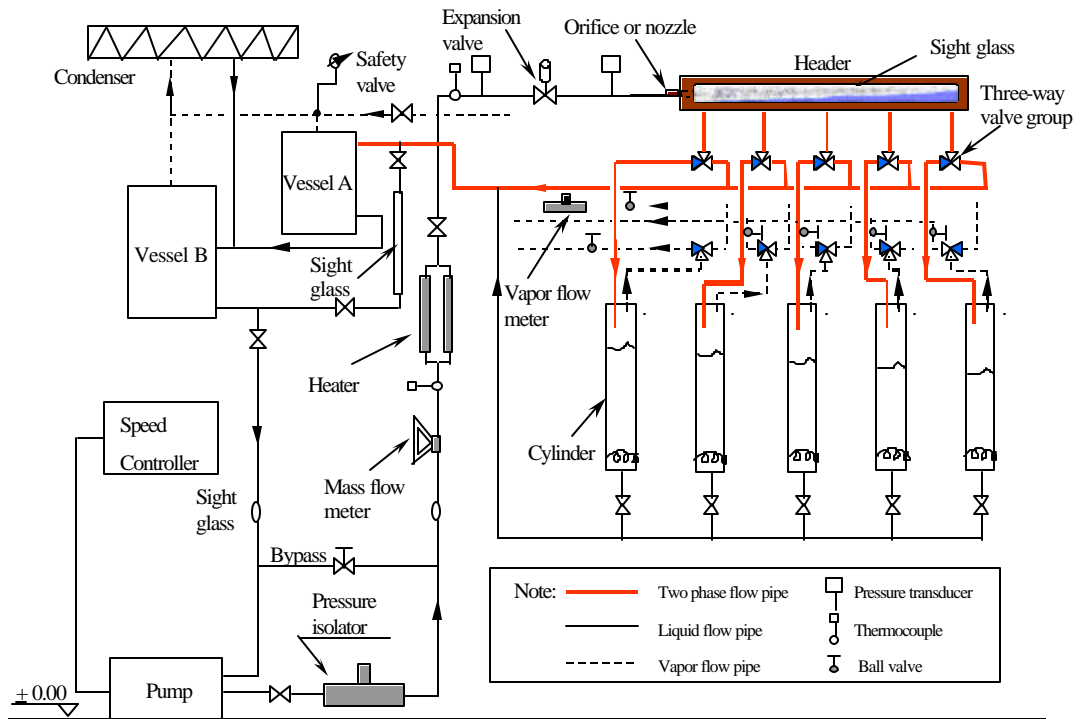 Expansion
valve
Orifice or nozzle
Sight glass
Header
Condenser
Safety
valve
Three-way
valve group
Vessel A
Vessel B
Sight
glass
Vapor flow
meter
Heater
Cylinder
Speed
Controller
Mass flow
meter
Sight
glass
Bypass
Pressure
isolator
Pump
± 0.00
Note:
Two phase flow pipe
Pressure transducer
Liquid flow pipe
Thermocouple
Vapor flow pipe
Ball valve